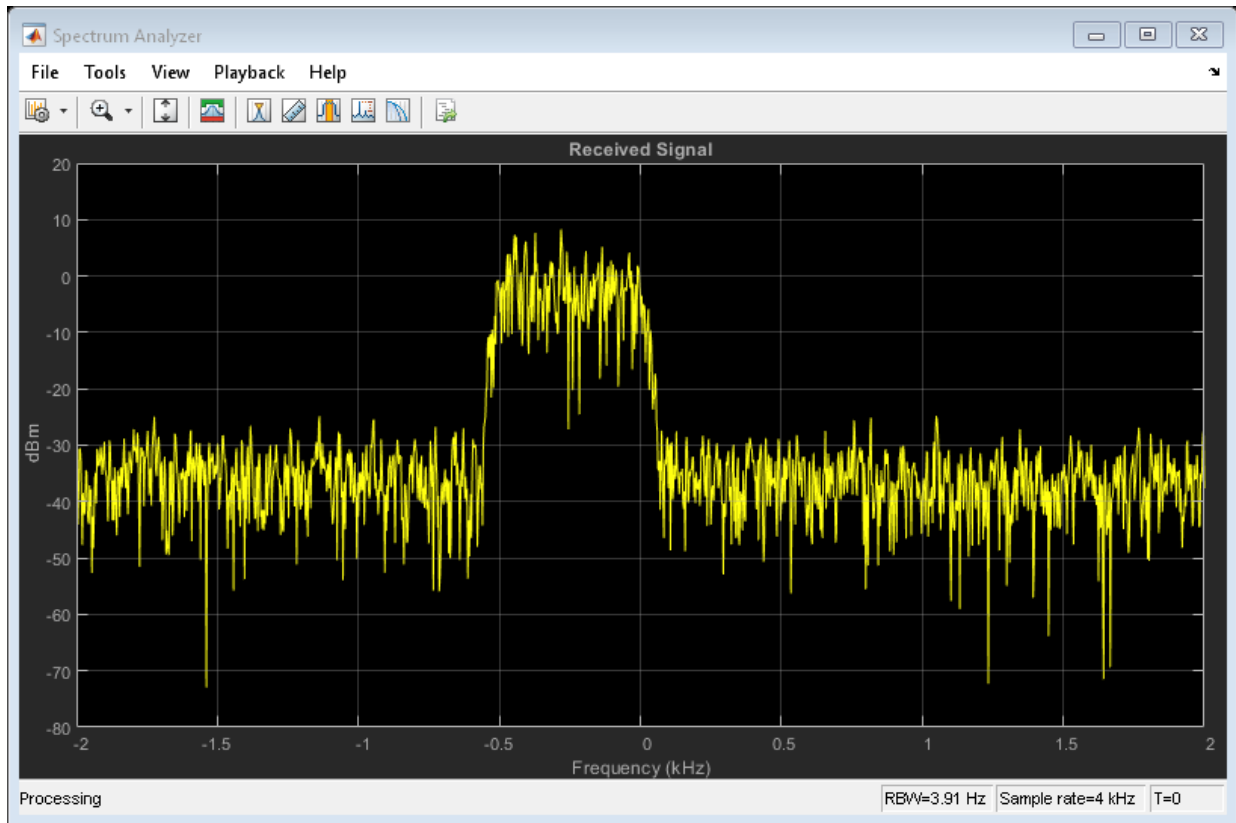 Spectrum Analyzer
File Tools View Playback Help
Received Signal
20
10
0
-10
-20
-30
-40
-50
-60
-70
-80
dBm
-2 -1.5 -1 -0.5 0 0.5 1 1.5 2
Frequency (kHz)
Processing RBW=3.91 Hz Sample rate=4 kHz T=0